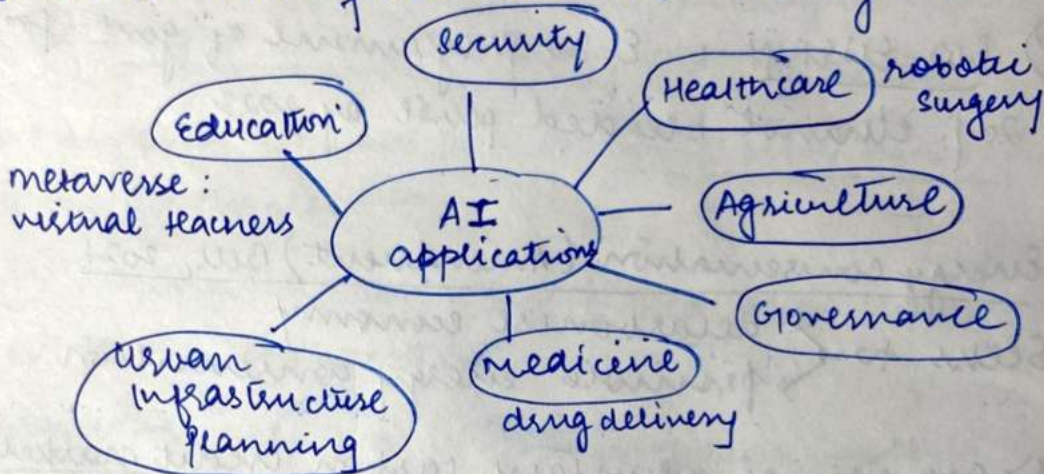 Security
Healthcare
robotic
surgery
Education
metaverse:
virtual teachers
AI
applications
Agriculture
Governance
Urban
Infrastructure
Planning
medicine
drug delivery